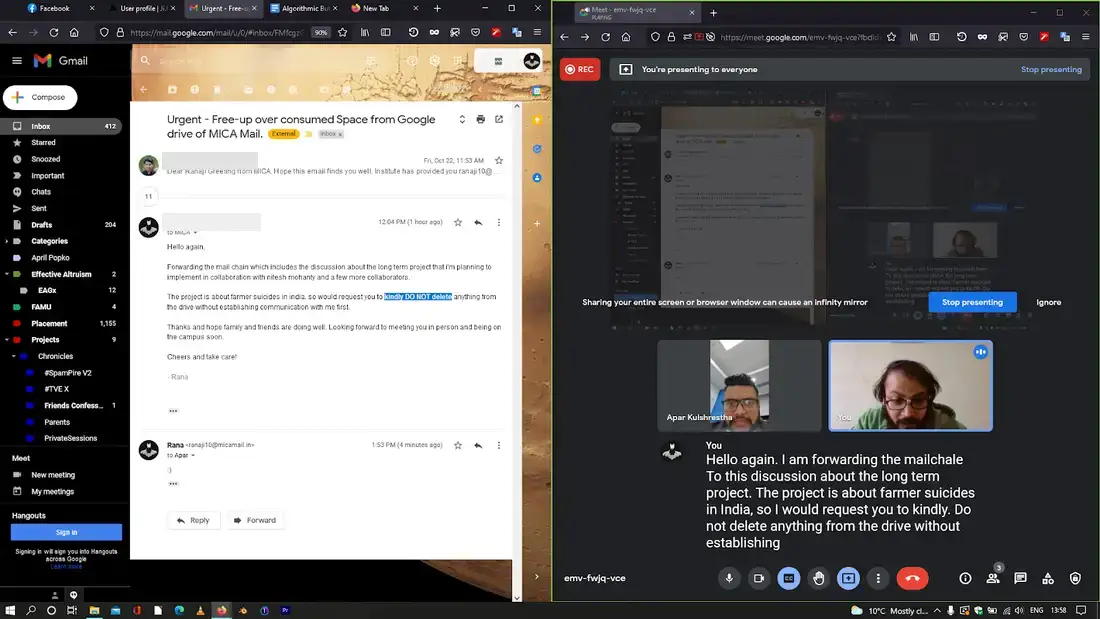 Facebook
User profile | JI
Urgent - Free-up
Algorithmic Bu
New Tab
https://mail.google.com/mail/u/0/#inbox/FMfcgz
90%
Gmail
Compose
Inbox 412
Starred
Snoozed
Important
Chats
Sent
Drafts 204
Categories
April Popko
Effective Altruism 2
EAGx 12
FAMU 4
Placement 1,155
Projects 9
Chronicles
#SpamPire V2
#TVE X
Friends Confess... 1
Parents
PrivateSessions
Meet
New meeting
My meetings
Hangouts
Sign in
Signing in will sign you into Hangouts
across Google
Learn more
Urgent - Free-up over consumed Space from Google
drive of MICA Mail. External Inbox x
Fri, Oct 22, 11:53 AM
Dear Ranaji Greeting from MICA. Hope this email finds you well. Institute has provided you ranaji10@...
11
12:04 PM (1 hour ago)
to MICA
Hello again,
Forwarding the mail chain which includes the discussion about the long term project that i'm planning to
implement in collaboration with nitesh mohanty and a few more collaborators.
The project is about farmer suicides in india, so would request you to kindly DO NOT delete anything from
the drive without establishing communication with me first.
Thanks and hope family and friends are doing well. Looking forward to meeting you in person and being on
the campus soon.
Cheers and take care!
- Rana
Rana <ranaji10@micamail.in>
1:53 PM (4 minutes ago)
to Apar
:)
Reply
Forward
Meet - emv-fwjq-vce
PLAYING
https://meet.google.com/emv-fwjq-vce?fbclid
REC
You're presenting to everyone
Stop presenting
Sharing your entire screen or browser window can cause an infinity mirror
Stop presenting
Ignore
Apar Kulshrestha
You
You
Hello again. I am forwarding the mailchale
To this discussion about the long term
project. The project is about farmer suicides
in India, so I would request you to kindly. Do
not delete anything from the drive without
establishing
emv-fwjq-vce
3
10°C Mostly cl...
ENG
13:58